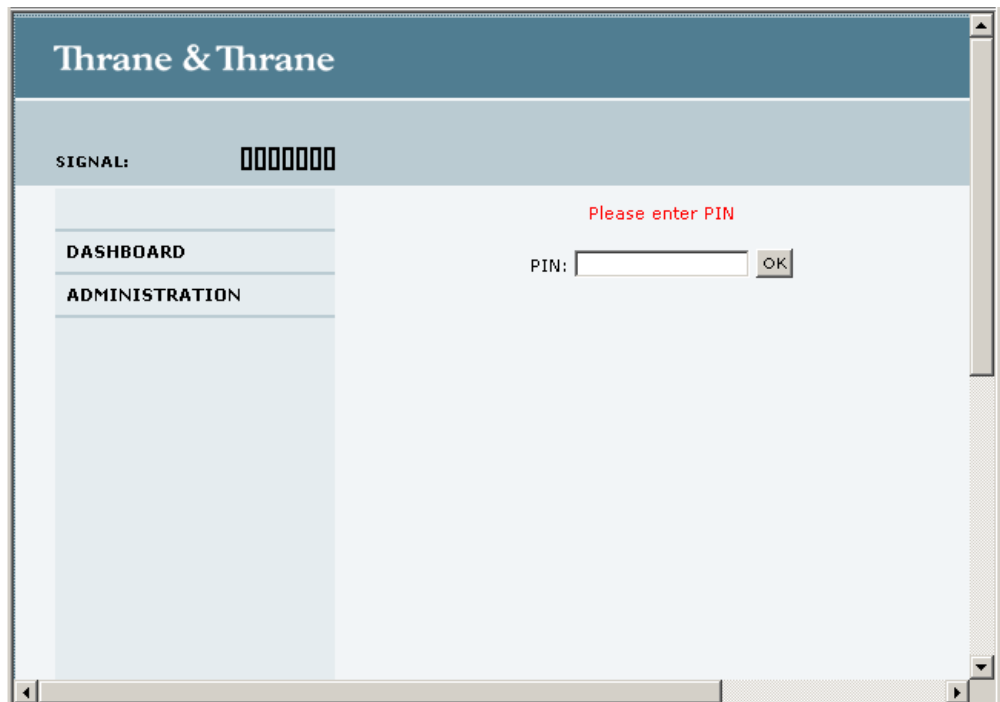 Thrane & Thrane
SIGNAL:
Please enter PIN
DASHBOARD
PIN: OK
ADMINISTRATION